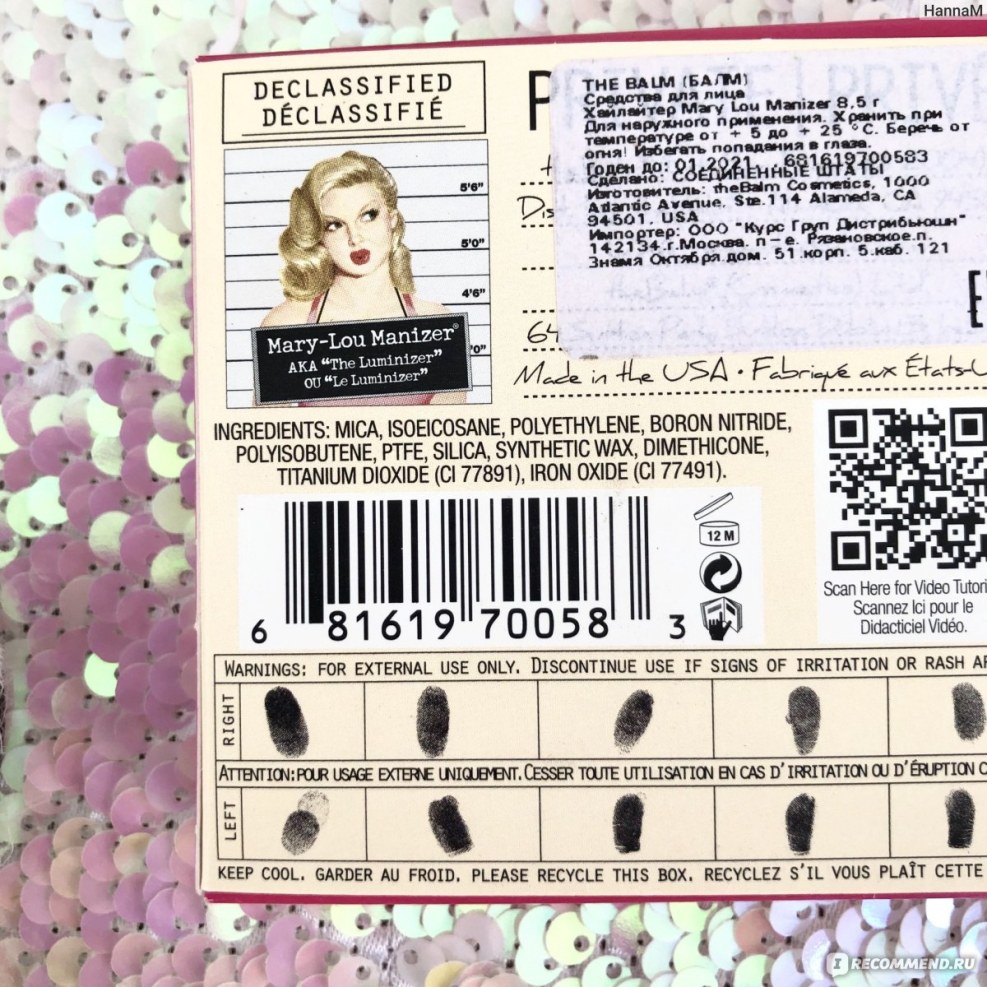 HannaM
DECLASSIFIED
DÉCLASSIFIÉ
5'6"
5'0"
4'6"
Mary-Lou Manizer®
AKA "The Luminizer"
OU "Le Luminizer"
THE BALM (БАЛМ)
Средства для лица
Хайлайтер Mary Lou Manizer 8,5 г
Для наружного применения. Хранить при
температуре от + 5 до + 25 °С. Беречь от
огня! Избегать попадания в глаза.
Годен до: 01.2021 681619700583
Сделано: СОЕДИНЕННЫЕ ШТАТЫ
Изготовитель: theBalm Cosmetics, 1000
Atlantic Avenue, Ste.114 Alameda, CA
94501. USA
Импортер: ООО "Курс Груп Дистрибьюшн"
142134.г.Москва. п-е. Рязановское.п.
Знамя Октября.дом. 51.корп. 5.каб. 121
64
Made in the USA • Fabriqué aux États-U
INGREDIENTS: MICA, ISOEICOSANE, POLYETHYLENE, BORON NITRIDE,
POLYISOBUTENE, PTFE, SILICA, SYNTHETIC WAX, DIMETHICONE,
TITANIUM DIOXIDE (CI 77891), IRON OXIDE (CI 77491).
6 81619 70058 3
12 M
Scan Here for Video Tutori
Scannez Ici pour le
Didacticiel Vidéo.
WARNINGS: FOR EXTERNAL USE ONLY. DISCONTINUE USE IF SIGNS OF IRRITATION OR RASH AP
RIGHT
ATTENTION: POUR USAGE EXTERNE UNIQUEMENT. CESSER TOUTE UTILISATION EN CAS D'IRRITATION OU D'ÉRUPTION C
LEFT
KEEP COOL. GARDER AU FROID. PLEASE RECYCLE THIS BOX. RECYCLEZ S'IL VOUS PLAÎT CETTE
IRECOMMEND.RU